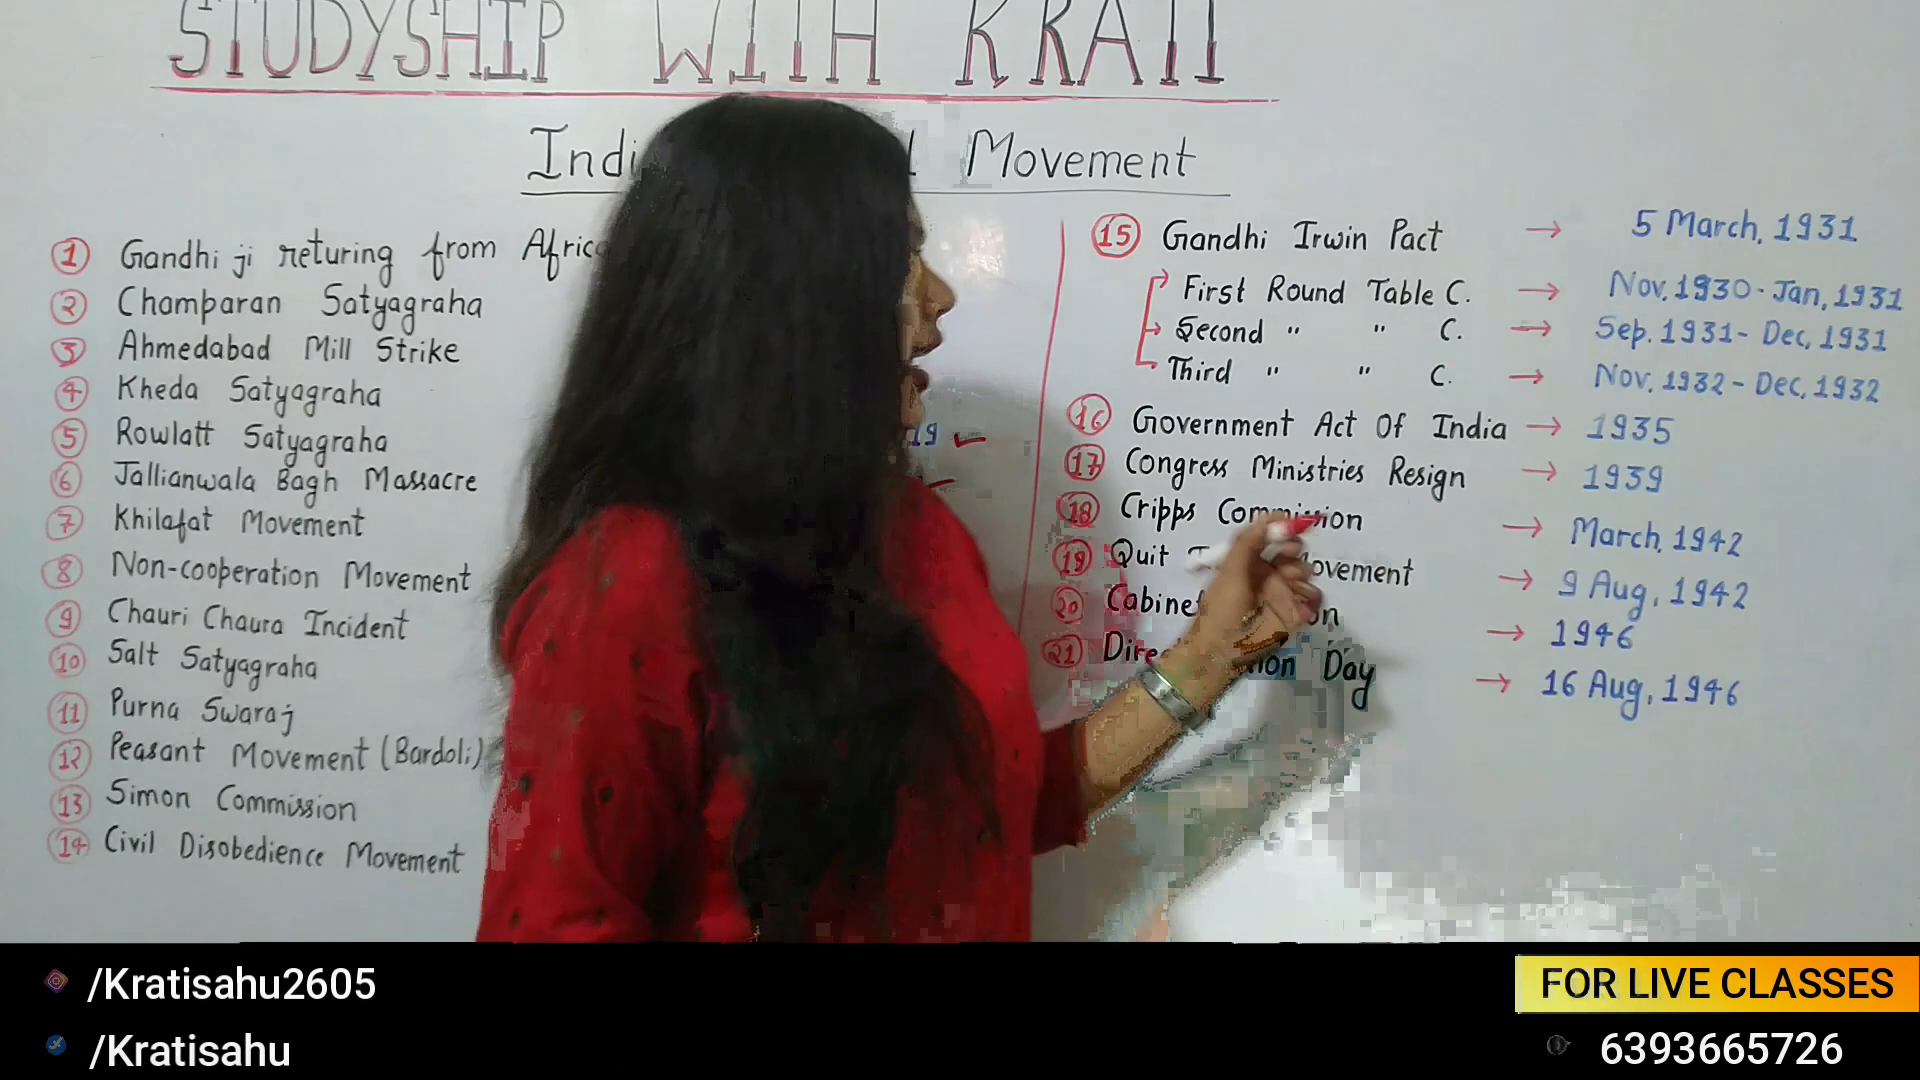 STUDYSHIP WITH KRATI
Movement
1 Gandhi ji returing from Africa
2 Champaran Satyagraha
3 Ahmedabad Mill Strike
4 Kheda Satyagraha
5 Rowlatt Satyagraha
6 Jallianwala Bagh Massacre
7 Khilafat Movement
8 Non-cooperation Movement
9 Chauri Chaura Incident
10 Salt Satyagraha
11 Purna Swaraj
12 Peasant Movement (Bardoli)
13 Simon Commission
14 Civil Disobedience Movement
19 ✓
15 Gandhi Irwin Pact → 5 March, 1931
First Round Table C. → Nov, 1930 - Jan, 1931
Second " " C. → Sep. 1931 - Dec, 1931
Third " " C. → Nov, 1932 - Dec, 1932
16 Government Act Of India → 1935
17 Congress Ministries Resign → 1939
18 Cripps Commission → March, 1942
19 Quit Movement → 9 Aug, 1942
20 Cabinet → 1946
21 Day → 16 Aug, 1946
/Kratisahu2605
/Kratisahu
FOR LIVE CLASSES
6393665726